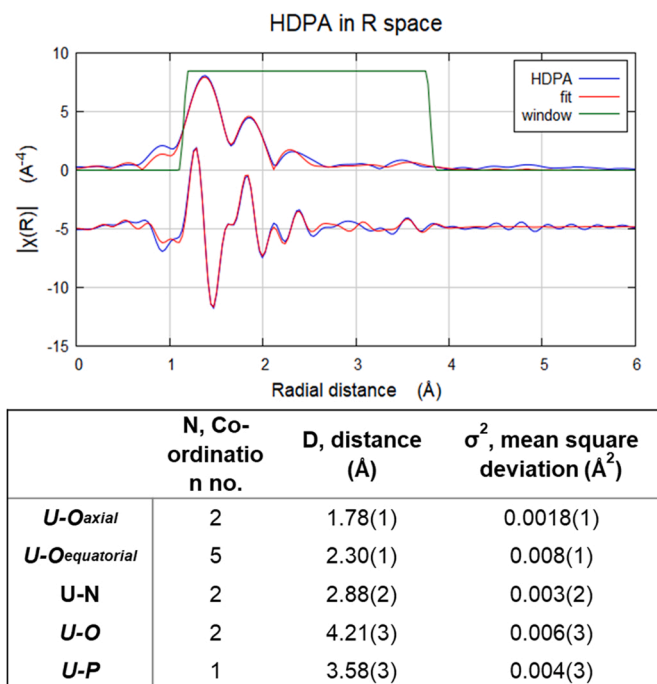 HDPA in R space
10
5
0
-5
-10
-15
|χ(R)| (A⁻⁴)
HDPA
fit
window
0 1 2 3 4 5 6
Radial distance (Å)
N, Co-
ordinatio
n no.
D, distance
(Å)
σ², mean square
deviation (Å²)
U-Oaxial 2 1.78(1) 0.0018(1)
U-Oequatorial 5 2.30(1) 0.008(1)
U-N 2 2.88(2) 0.003(2)
U-O 2 4.21(3) 0.006(3)
U-P 1 3.58(3) 0.004(3)